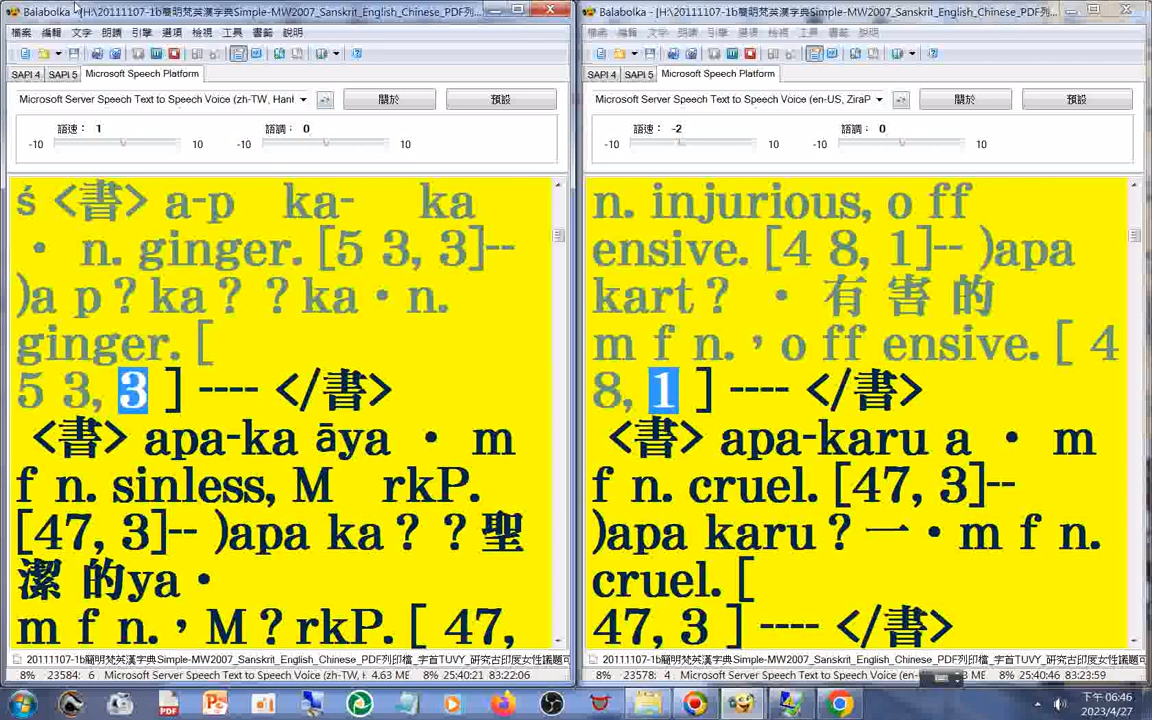 Balabolka - [H:\20111107-1b簡明梵英漢字典Simple-MW2007_Sanskrit_English_Chinese_PDF列...
檔案 編輯 文字 朗讀 引擎 選項 檢視 工具 書籤 說明
SAPI 4 SAPI 5 Microsoft Speech Platform
Microsoft Server Speech Text to Speech Voice (zh-TW, Hanl 關於 預設
語速： 1 語調： 0
-10 10 -10 10
ś <書> a-p ka- ka
• n. ginger. [5 3, 3]--
)a p？ka？ ？ka • n.
ginger. [
5 3, 3 ] ---- </書>
<書> apa-ka āya • m
f n. sinless, M rkP.
[47, 3]-- )apa ka？ ？聖
潔 的ya •
m f n. ，M？rkP. [ 47,
20111107-1b簡明梵英漢字典Simple-MW2007_Sanskrit_English_Chinese_PDF列印檔_字首TUVY_研究古印度女性議題可
8% 23584: 6 Microsoft Server Speech Text to Speech Voice (zh-TW, H 4.63 ME 8% 25:40:21 83:22:06
Balabolka - [H:\20111107-1b簡明梵英漢字典Simple-MW2007_Sanskrit_English_Chinese_PDF列...
檔案 編輯 文字 朗讀 引擎 選項 檢視 工具 書籤 說明
SAPI 4 SAPI 5 Microsoft Speech Platform
Microsoft Server Speech Text to Speech Voice (en-US, ZiraP 關於 預設
語速： -2 語調： 0
-10 10 -10 10
n. injurious, o ff
ensive. [4 8, 1]-- )apa
kart？ • 有 害 的
m f n. ，o ff ensive. [ 4
8, 1 ] ---- </書>
<書> apa-karu a • m
f n. cruel. [47, 3]--
)apa karu？一 • m f n.
cruel. [
47, 3 ] ---- </書>
20111107-1b簡明梵英漢字典Simple-MW2007_Sanskrit_English_Chinese_PDF列印檔_字首TUVY_研究古印度女性議題可
8% 23578: 4 Microsoft Server Speech Text to Speech Voice (en-US, Z 4.63 ME 8% 25:40:46 83:23:59
下午 06:46
2023/4/27